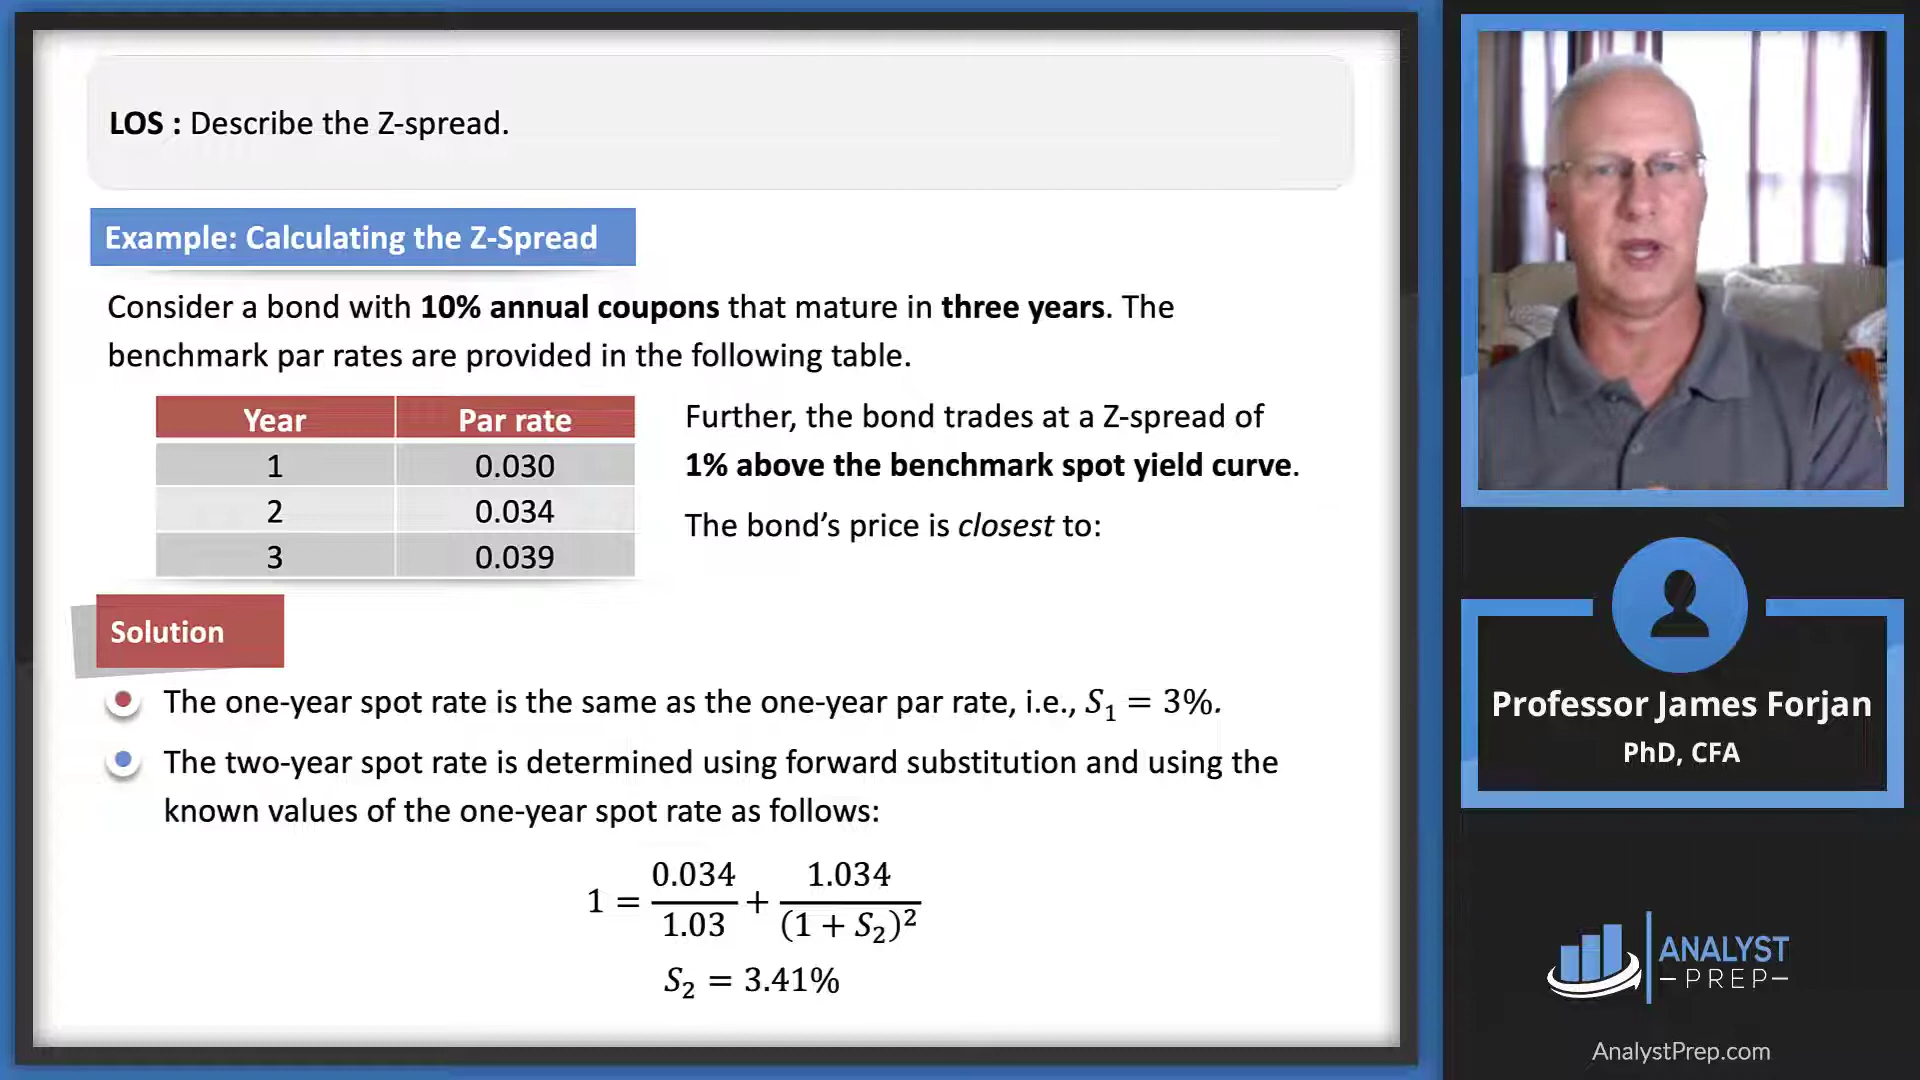 LOS : Describe the Z-spread.
Example: Calculating the Z-Spread
Consider a bond with 10% annual coupons that mature in three years. The
benchmark par rates are provided in the following table.
Year Par rate
1 0.030
2 0.034
3 0.039
Further, the bond trades at a Z-spread of
1% above the benchmark spot yield curve.
The bond's price is closest to:
Solution
The one-year spot rate is the same as the one-year par rate, i.e., S₁ = 3%.
The two-year spot rate is determined using forward substitution and using the
known values of the one-year spot rate as follows:
1 = 0.034/1.03 + 1.034/(1 + S₂)²
S₂ = 3.41%
Professor James Forjan
PhD, CFA
ANALYST
PREP
AnalystPrep.com